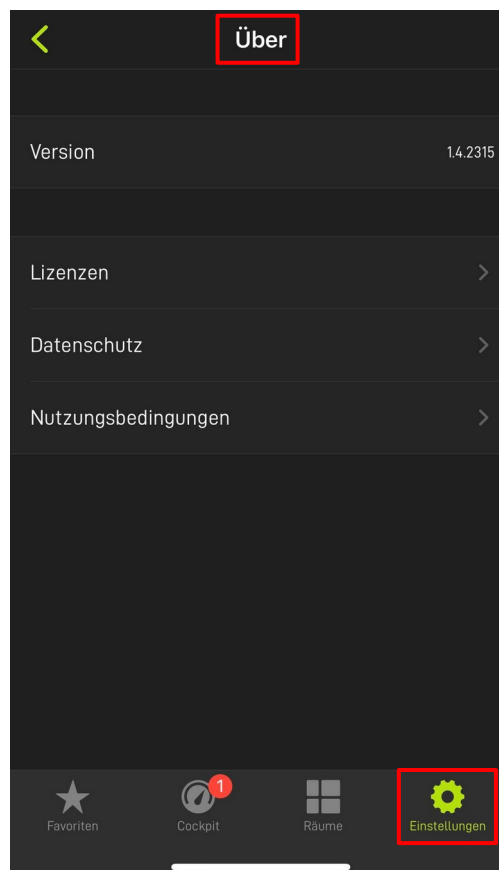 Über
Version
1.4.2315
Lizenzen
Datenschutz
Nutzungsbedingungen
1
Favoriten
Cockpit
Räume
Einstellungen